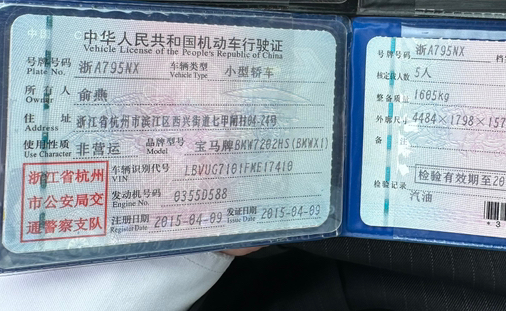 中华人民共和国机动车行驶证
Vehicle License of the People's Republic of China
号牌号码 浙A795NX 车辆类型 小型轿车
Plate No. Vehicle Type
所有人 俞燕
Owner
住址 浙江省杭州市滨江区西兴街道七甲闸社04-24号
Address
使用性质 非营运 品牌型号 宝马牌BMW7202HS(BMWX1)
Use Character Model
浙江省杭州
市公安局交
通警察支队
车辆识别代号 LBVUG7101FME17410
VIN
发动机号码 0355D588
Engine No.
注册日期 2015-04-09 发证日期 2015-04-09
Register Date Issue Date
号牌号码 浙A795NX 档
核定载人数 5人
整备质量 1605kg
外廓尺寸 4484×1798×157
检验有效期至20
检验记录
汽油